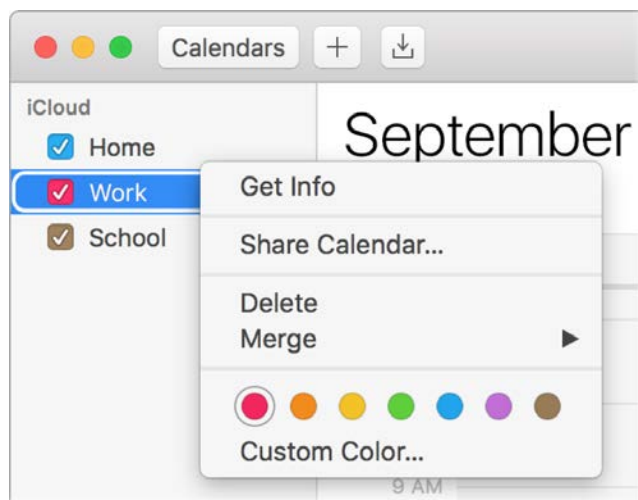 Calendars
iCloud
Home
September
Work
School
Get Info
Share Calendar...
Delete
Merge
Custom Color...
9 AM